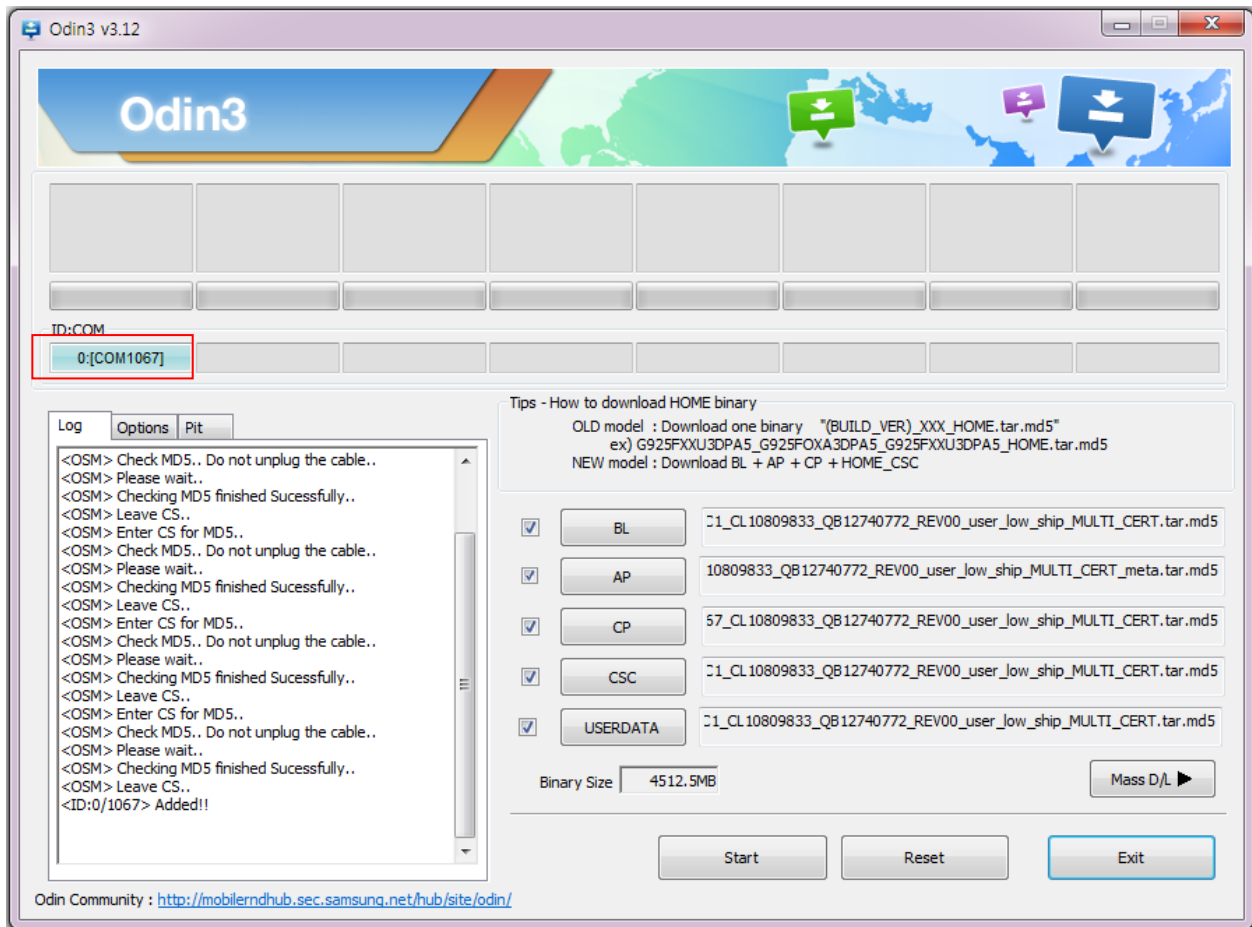 Odin3 v3.12
Odin3
ID:COM
0:[COM1067]
Log
Options
Pit
<OSM> Check MD5.. Do not unplug the cable..
<OSM> Please wait..
<OSM> Checking MD5 finished Sucessfully..
<OSM> Leave CS..
<OSM> Enter CS for MD5..
<OSM> Check MD5.. Do not unplug the cable..
<OSM> Please wait..
<OSM> Checking MD5 finished Sucessfully..
<OSM> Leave CS..
<OSM> Enter CS for MD5..
<OSM> Check MD5.. Do not unplug the cable..
<OSM> Please wait..
<OSM> Checking MD5 finished Sucessfully..
<OSM> Leave CS..
<OSM> Enter CS for MD5..
<OSM> Check MD5.. Do not unplug the cable..
<OSM> Please wait..
<OSM> Checking MD5 finished Sucessfully..
<OSM> Leave CS..
<ID:0/1067> Added!!
Tips - How to download HOME binary
OLD model : Download one binary "(BUILD_VER)_XXX_HOME.tar.md5"
ex) G925FXXU3DPA5_G925FOXA3DPA5_G925FXXU3DPA5_HOME.tar.md5
NEW model : Download BL + AP + CP + HOME_CSC
BL
C1_CL10809833_QB12740772_REV00_user_low_ship_MULTI_CERT.tar.md5
AP
10809833_QB12740772_REV00_user_low_ship_MULTI_CERT_meta.tar.md5
CP
57_CL10809833_QB12740772_REV00_user_low_ship_MULTI_CERT.tar.md5
CSC
C1_CL10809833_QB12740772_REV00_user_low_ship_MULTI_CERT.tar.md5
USERDATA
C1_CL10809833_QB12740772_REV00_user_low_ship_MULTI_CERT.tar.md5
Binary Size 4512.5MB
Mass D/L
Start
Reset
Exit
Odin Community : http://mobilerndhub.sec.samsung.net/hub/site/odin/